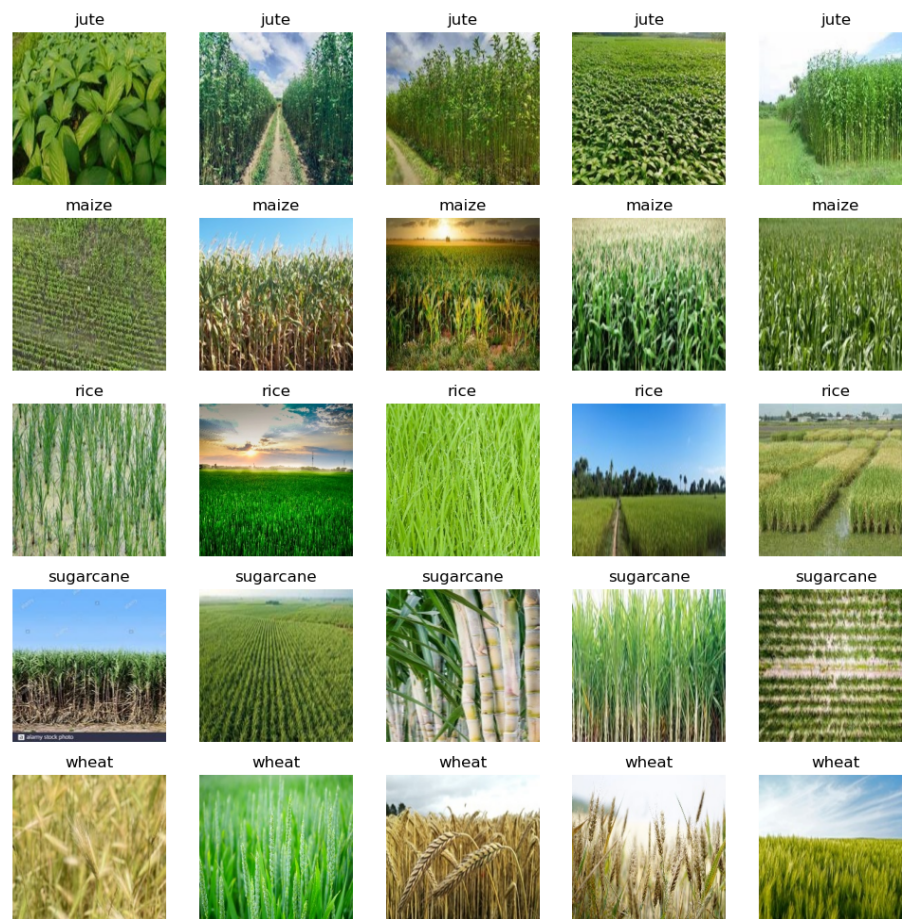 jute jute jute jute jute
maize maize maize maize maize
rice rice rice rice rice
sugarcane sugarcane sugarcane sugarcane sugarcane
alamy stock photo
wheat wheat wheat wheat wheat